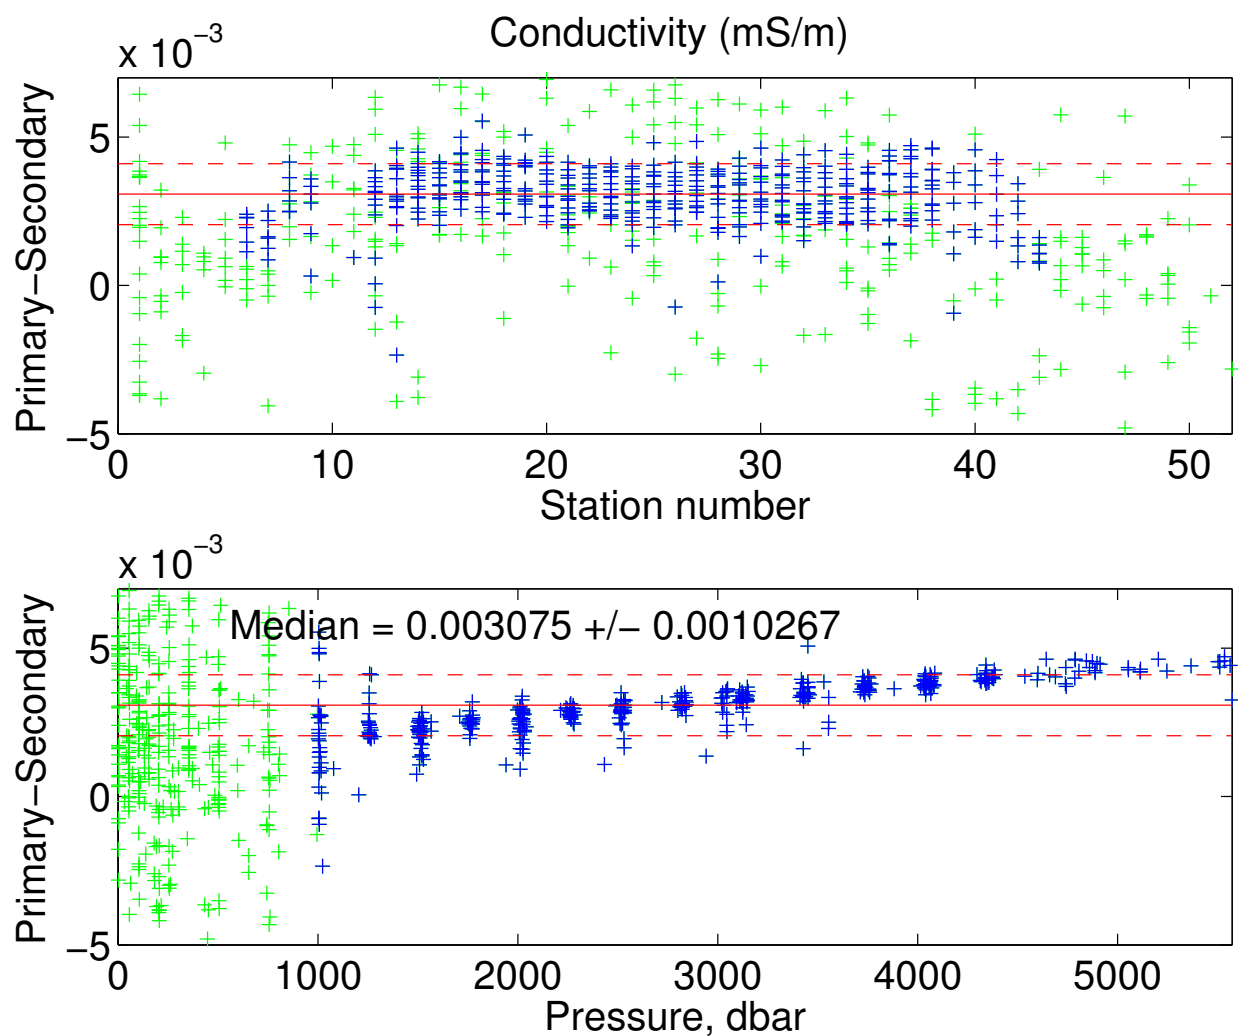 Conductivity (mS/m)
x 10−3
Primary−Secondary
5
0
−5
0 10 20 30 40 50
Station number
x 10−3
Median = 0.003075 +/− 0.0010267
Primary−Secondary
5
0
−5
0 1000 2000 3000 4000 5000
Pressure, dbar